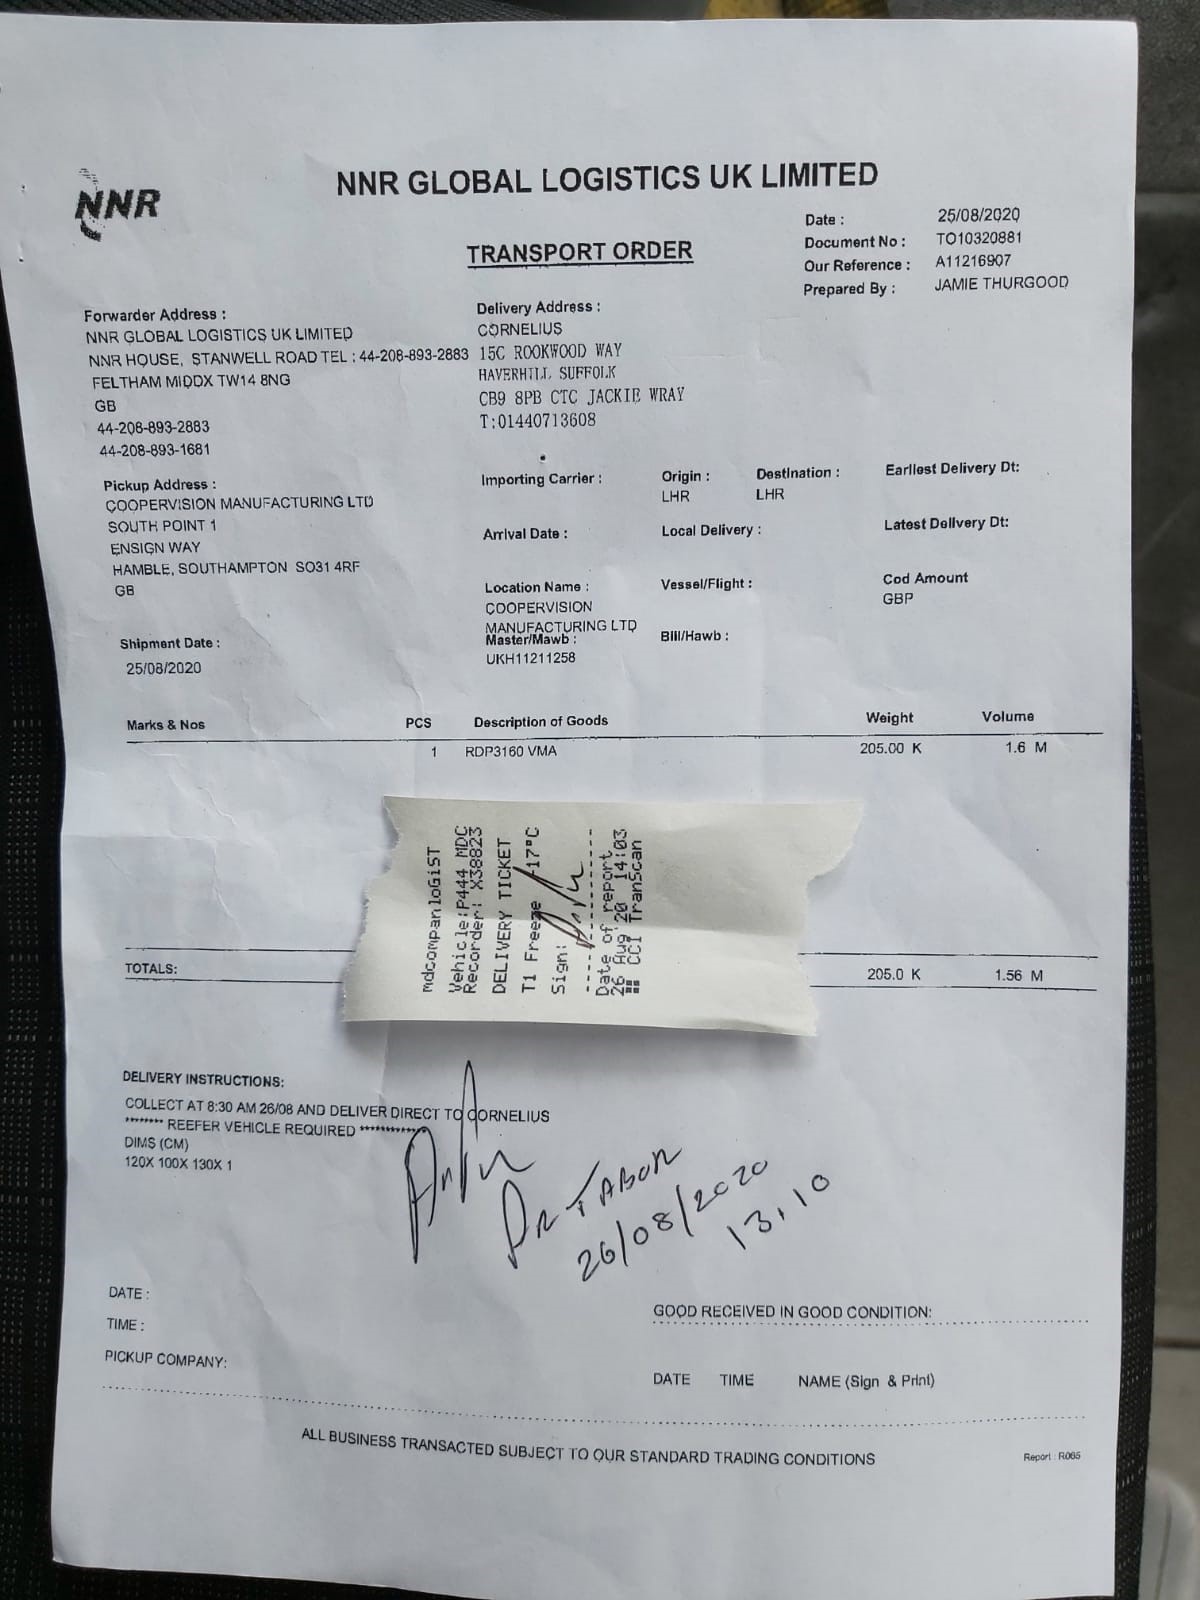 NNR
NNR GLOBAL LOGISTICS UK LIMITED
TRANSPORT ORDER
Date : 25/08/2020
Document No : TO10320881
Our Reference : A11216907
Prepared By : JAMIE THURGOOD
Forwarder Address :
NNR GLOBAL LOGISTICS UK LIMITED
NNR HOUSE, STANWELL ROAD TEL : 44-208-893-2883
FELTHAM MIDDX TW14 8NG
GB
44-208-893-2883
44-208-893-1681
Delivery Address :
CORNELIUS
15C ROOKWOOD WAY
HAVERHILL SUFFOLK
CB9 8PB CTC JACKIE WRAY
T:01440713608
Pickup Address :
COOPERVISION MANUFACTURING LTD
SOUTH POINT 1
ENSIGN WAY
HAMBLE, SOUTHAMPTON SO31 4RF
GB
Shipment Date :
25/08/2020
Importing Carrier :
Origin :
LHR
Destination :
LHR
Earliest Delivery Dt:
Arrival Date :
Local Delivery :
Latest Delivery Dt:
Location Name :
COOPERVISION
MANUFACTURING LTD
Vessel/Flight :
Cod Amount
GBP
Master/Mawb :
UKH11211258
Bill/Hawb :
Marks & Nos PCS Description of Goods Weight Volume
1 RDP3160 VMA 205.00 K 1.6 M
mdcompanloGiST
Vehicle:P444 MDC
Recorder: X38823
DELIVERY TICKET
T1 Freeze -17°C
Sign:
Date of report
26 Aug'20 14:03
CCI TranScan
TOTALS: 205.0 K 1.56 M
DELIVERY INSTRUCTIONS:
COLLECT AT 8:30 AM 26/08 AND DELIVER DIRECT TO CORNELIUS
******** REEFER VEHICLE REQUIRED ************
DIMS (CM)
120X 100X 130X 1
TABOR
26/08/2020
13.10
DATE :
TIME :
PICKUP COMPANY:
GOOD RECEIVED IN GOOD CONDITION:
DATE TIME NAME (Sign & Print)
ALL BUSINESS TRANSACTED SUBJECT TO OUR STANDARD TRADING CONDITIONS
Report : R065